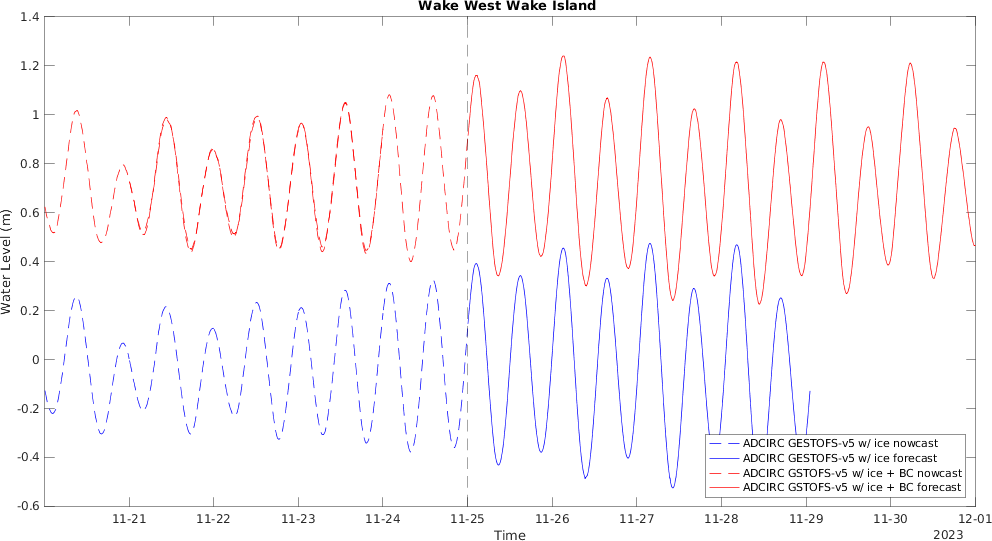 Wake West Wake Island
1.4
1.2
1
0.8
0.6
0.4
0.2
0
-0.2
-0.4
-0.6
Water Level (m)
ADCIRC GESTOFS-v5 w/ ice nowcast
ADCIRC GESTOFS-v5 w/ ice forecast
ADCIRC GSTOFS-v5 w/ ice + BC nowcast
ADCIRC GSTOFS-v5 w/ ice + BC forecast
11-21 11-22 11-23 11-24 11-25 11-26 11-27 11-28 11-29 11-30 12-01
Time
2023